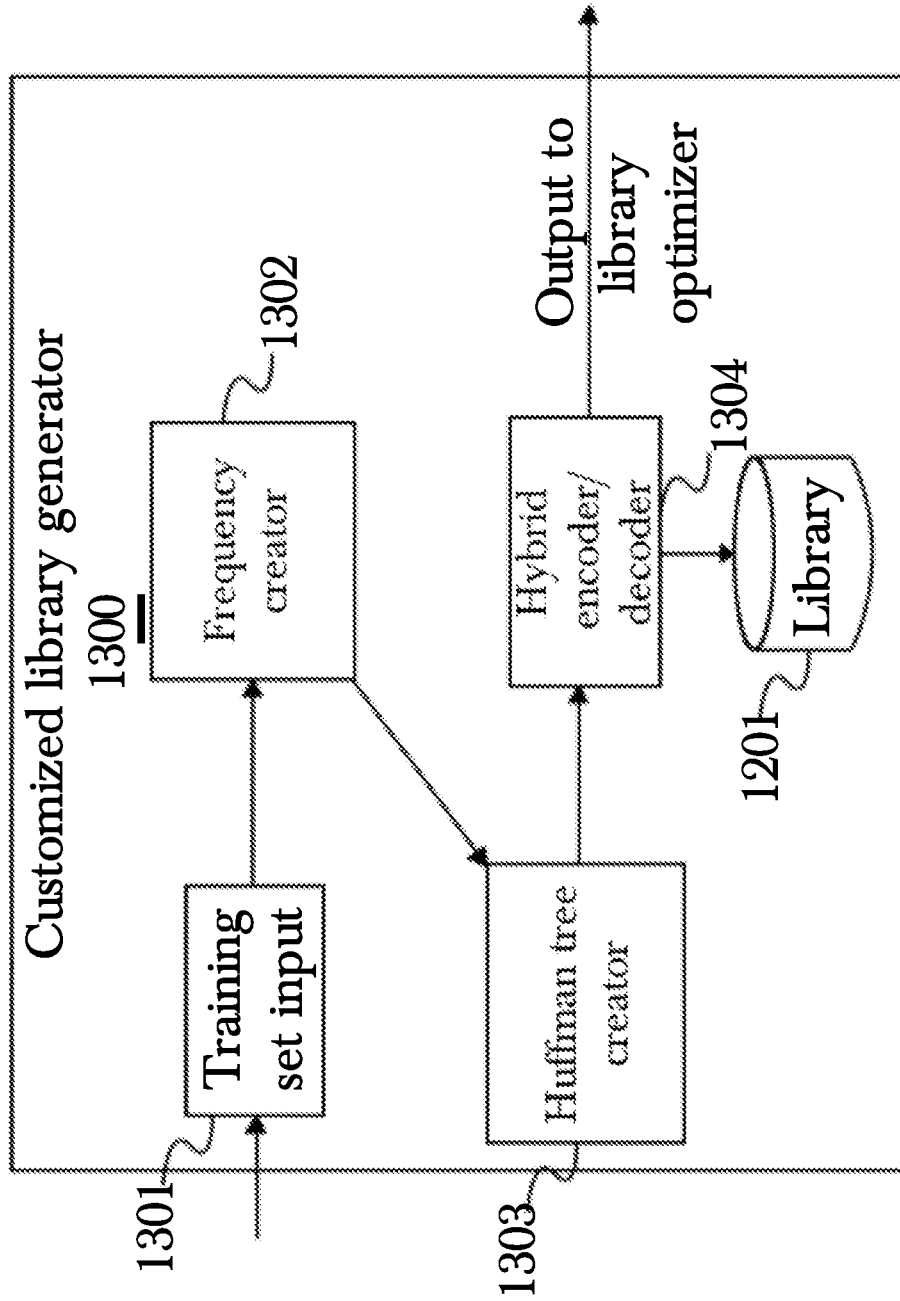 Customized library generator
1300
1301
Training
set input
Frequency
creator
1302
1303
Huffman tree
creator
Hybrid
encoder/
decoder
1304
Output to
library
optimizer
1201
Library